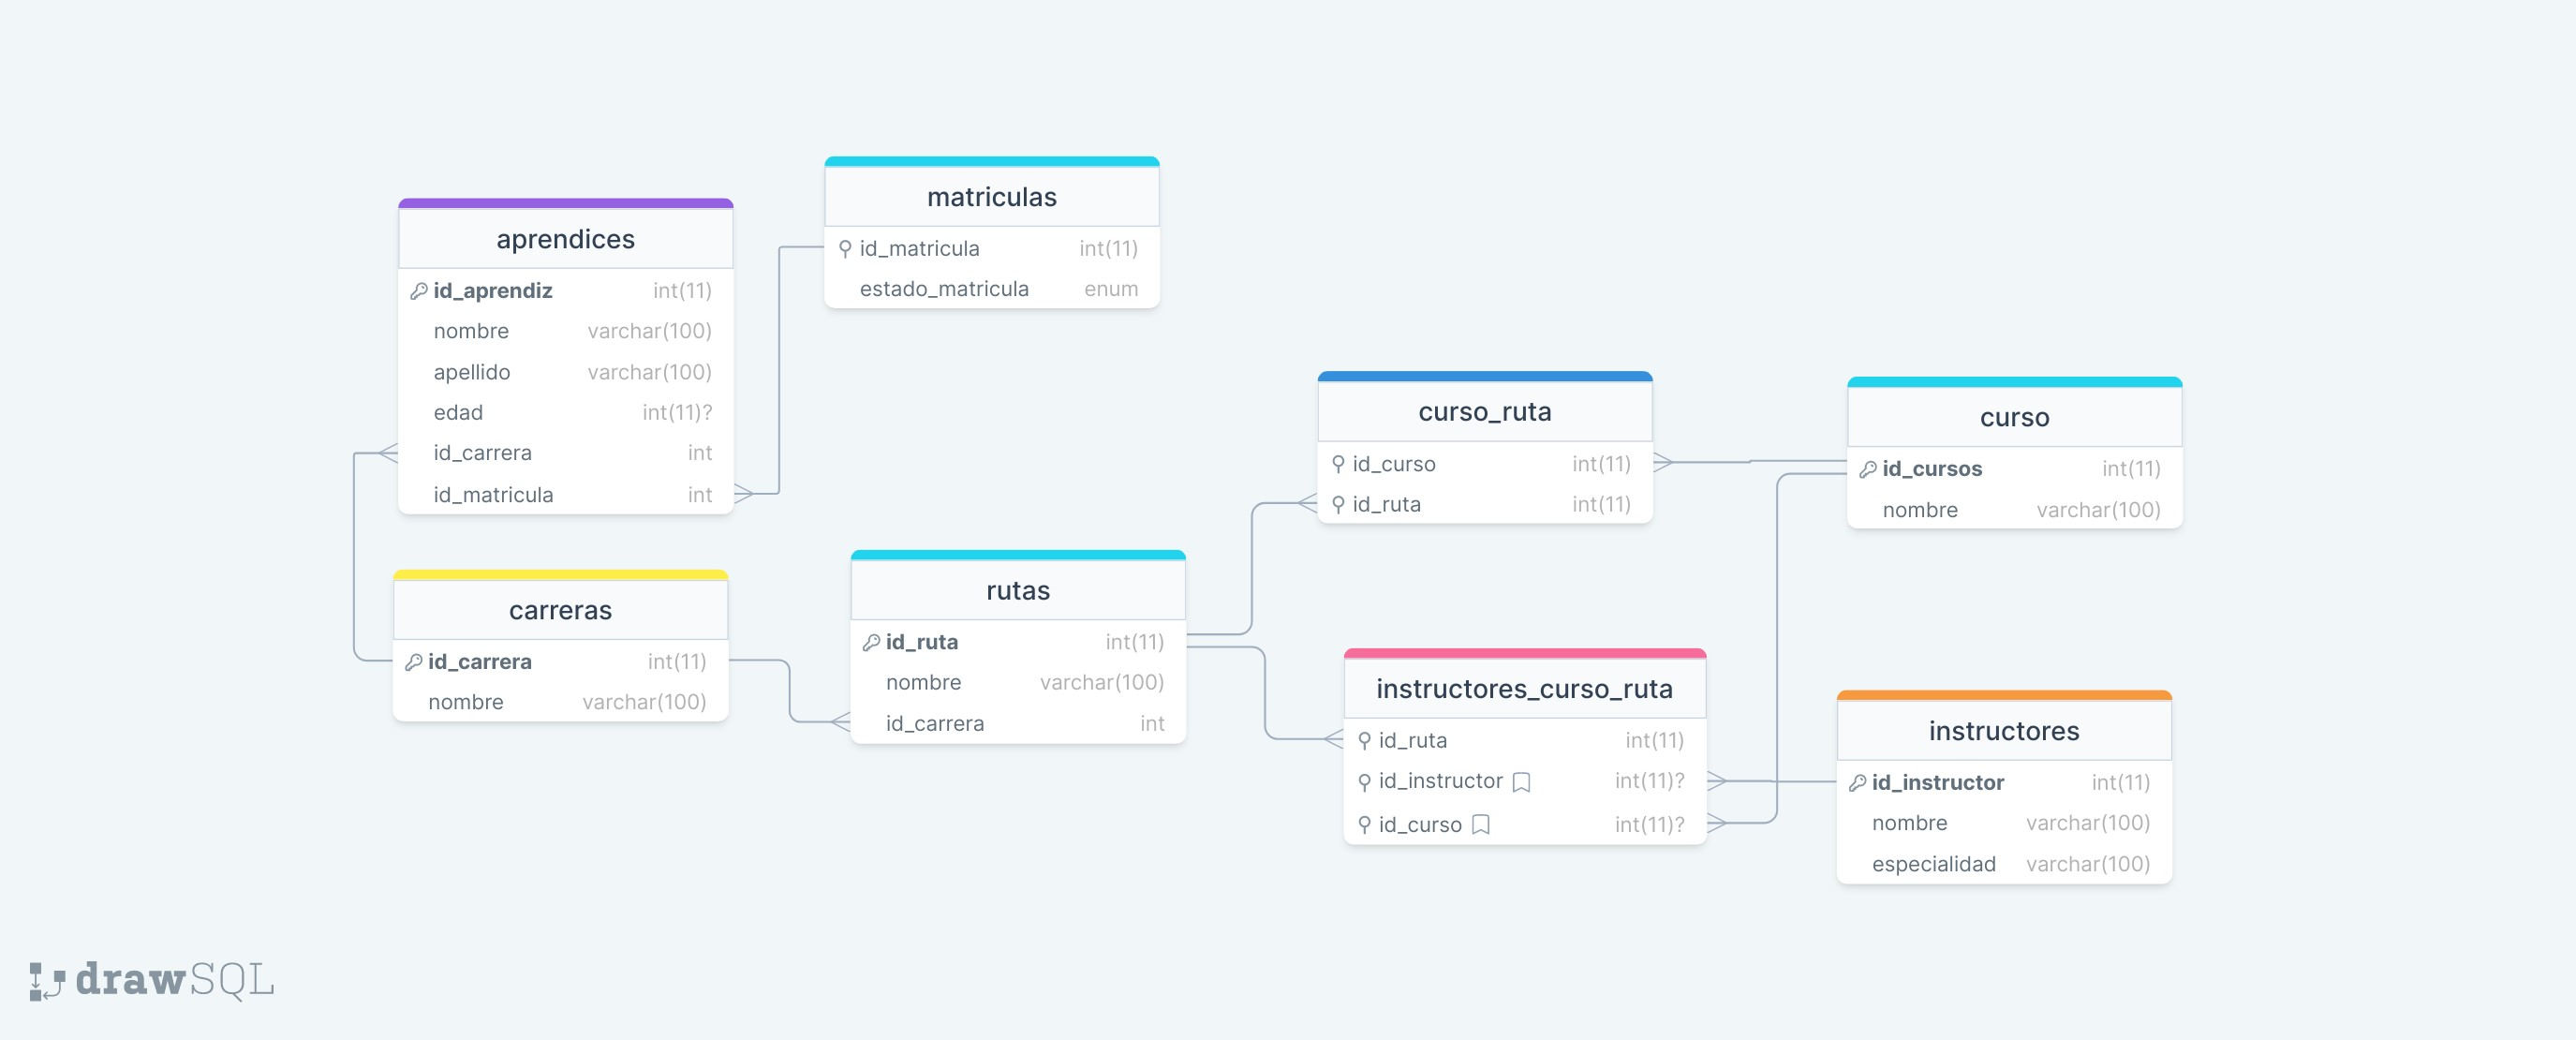 matriculas
id_matricula int(11)
estado_matricula enum
aprendices
id_aprendiz int(11)
nombre varchar(100)
apellido varchar(100)
edad int(11)?
id_carrera int
id_matricula int
carreras
id_carrera int(11)
nombre varchar(100)
rutas
id_ruta int(11)
nombre varchar(100)
id_carrera int
curso_ruta
id_curso int(11)
id_ruta int(11)
curso
id_cursos int(11)
nombre varchar(100)
instructores_curso_ruta
id_ruta int(11)
id_instructor int(11)?
id_curso int(11)?
instructores
id_instructor int(11)
nombre varchar(100)
especialidad varchar(100)
drawSQL